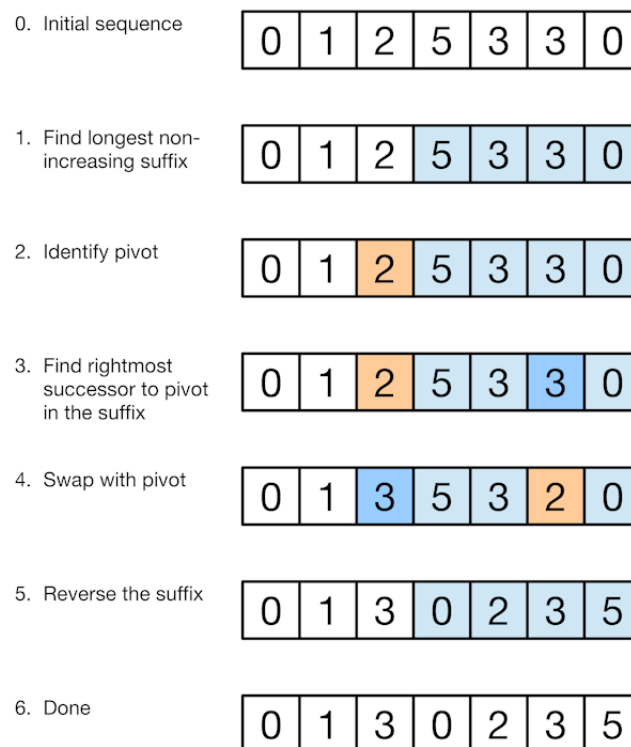 0. Initial sequence
0 1 2 5 3 3 0
1. Find longest non-
increasing suffix
0 1 2 5 3 3 0
2. Identify pivot
0 1 2 5 3 3 0
3. Find rightmost
successor to pivot
in the suffix
0 1 2 5 3 3 0
4. Swap with pivot
0 1 3 5 3 2 0
5. Reverse the suffix
0 1 3 0 2 3 5
6. Done
0 1 3 0 2 3 5